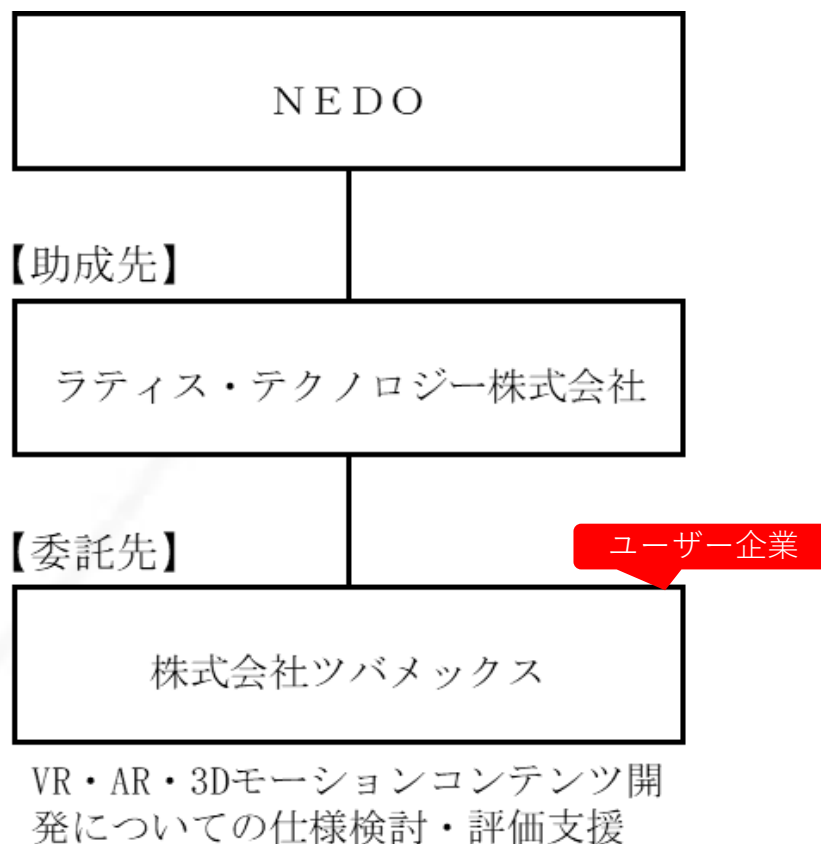 NEDO
【助成先】
ラティス・テクノロジー株式会社
【委託先】
ユーザー企業
株式会社ツバメックス
VR・AR・3Dモーションコンテンツ開
発についての仕様検討・評価支援